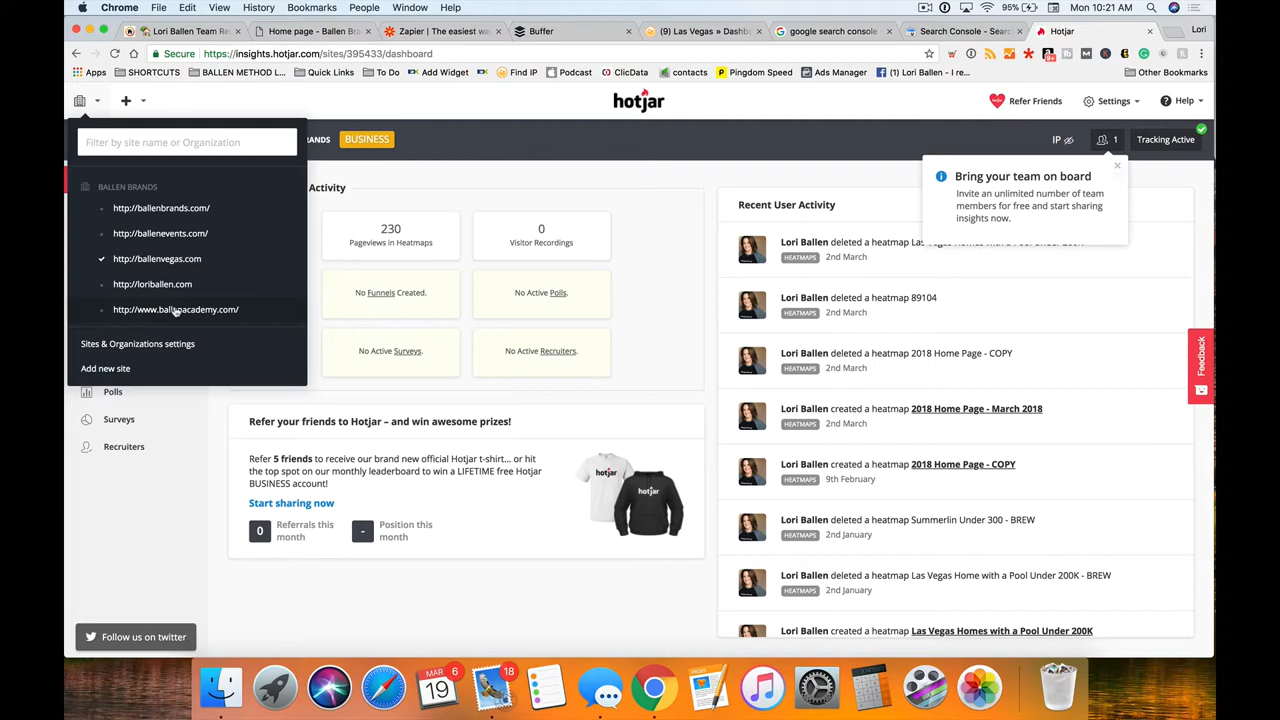 Chrome File Edit View History Bookmarks People Window Help 95% Mon 10:21 AM
Lori Ballen Team Re Home page - Ballen Bra Zapier | The easiest wa Buffer (9) Las Vegas » Dashbo google search console Search Console - Searc Hotjar Lori
Secure https://insights.hotjar.com/sites/395433/dashboard
Apps SHORTCUTS BALLEN METHOD L... Quick Links To Do Add Widget Find IP Podcast ClicData contacts Pingdom Speed Ads Manager (1) Lori Ballen - I re... Other Bookmarks
hotjar Refer Friends Settings Help
Filter by site name or Organization
RANDS BUSINESS IP 1 Tracking Active
BALLEN BRANDS
http://ballenbrands.com/
http://ballenevents.com/
http://ballenvegas.com
http://loriballen.com
http://www.ballenacademy.com/
Sites & Organizations settings
Add new site
Polls
Surveys
Recruiters
Follow us on twitter
Activity
230
Pageviews in Heatmaps
0
Visitor Recordings
No Funnels Created.
No Active Polls.
No Active Surveys.
No Active Recruiters.
Refer your friends to Hotjar – and win awesome prizes!
Refer 5 friends to receive our brand new official Hotjar t-shirt... or hit
the top spot on our monthly leaderboard to win a LIFETIME free Hotjar
BUSINESS account!
Start sharing now
0 Referrals this
month
- Position this
month
hotjar
hotjar
Bring your team on board
Invite an unlimited number of team
members for free and start sharing
insights now.
Recent User Activity
Lori Ballen deleted a heatmap Las Vegas Homes with a Pool Under 200K
HEATMAPS 2nd March
Lori Ballen deleted a heatmap 89104
HEATMAPS 2nd March
Lori Ballen deleted a heatmap 2018 Home Page - COPY
HEATMAPS 2nd March
Lori Ballen created a heatmap 2018 Home Page - March 2018
HEATMAPS 2nd March
Lori Ballen created a heatmap 2018 Home Page - COPY
HEATMAPS 9th February
Lori Ballen deleted a heatmap Summerlin Under 300 - BREW
HEATMAPS 2nd January
Lori Ballen deleted a heatmap Las Vegas Home with a Pool Under 200K - BREW
HEATMAPS 2nd January
Lori Ballen created a heatmap Las Vegas Homes with a Pool Under 200K
Feedback
MAR 6
19
18